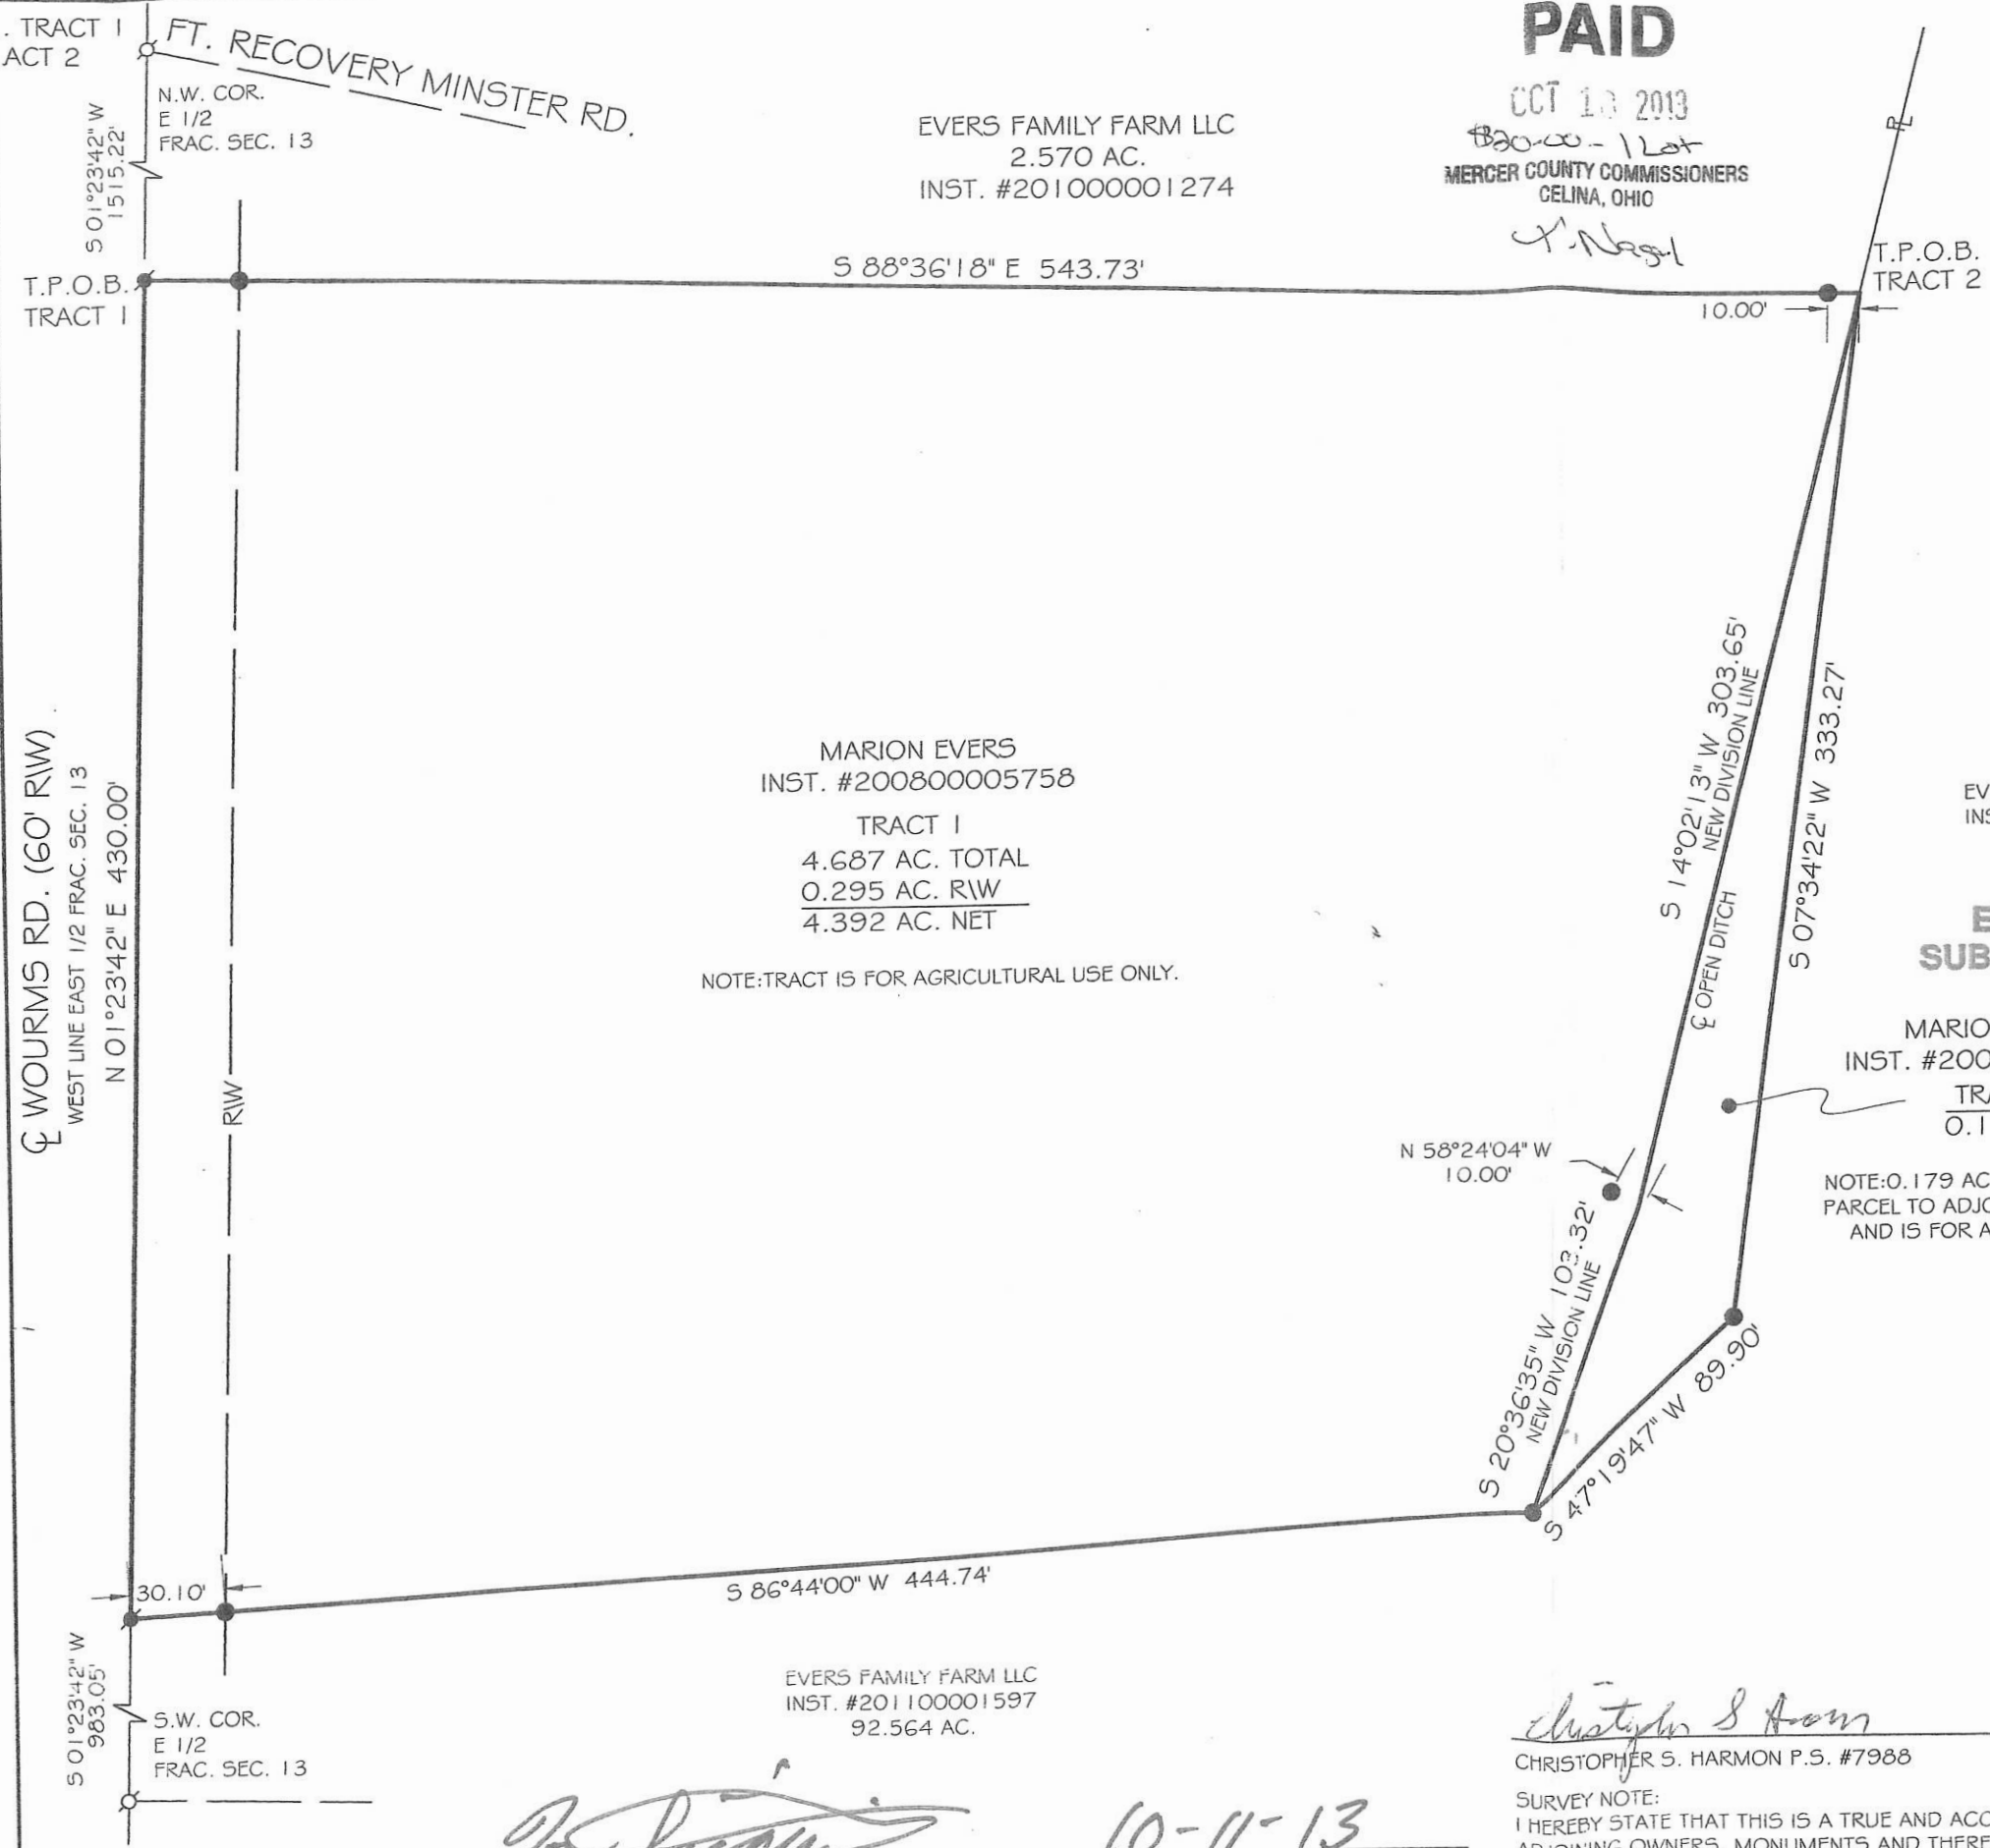 . TRACT 1
ACT 2
FT. RECOVERY MINSTER RD.
N.W. COR.
E 1/2
FRAC. SEC. 13
S 01°23'42" W
1515.22'
EVERS FAMILY FARM LLC
2.570 AC.
INST. #201000001274
PAID
OCT 2013
$20.00 - 1 Lot
MERCER COUNTY COMMISSIONERS
CELINA, OHIO
PL
T.P.O.B.
TRACT 1
S 88°36'18" E 543.73'
T.P.O.B.
TRACT 2
10.00'
℄ WOURMS RD. (60' R\W)
WEST LINE EAST 1/2 FRAC. SEC. 13
N 01°23'42" E 430.00'
R\W
MARION EVERS
INST. #200800005758
TRACT 1
4.687 AC. TOTAL
0.295 AC. R\W
4.392 AC. NET
NOTE:TRACT IS FOR AGRICULTURAL USE ONLY.
S 14°02'13" W 303.65'
NEW DIVISION LINE
℄ OPEN DITCH
S 07°34'22" W 333.27'
EV
INS
E
SUB
MARIO
INST. #200
TRA
0.1
NOTE:0.179 AC
PARCEL TO ADJO
AND IS FOR A
N 58°24'04" W
10.00'
S 20°36'35" W 103.32'
NEW DIVISION LINE
S 47°19'47" W 89.90'
30.10'
S 86°44'00" W 444.74'
S 01°23'42" W
983.05'
S.W. COR.
E 1/2
FRAC. SEC. 13
EVERS FAMILY FARM LLC
INST. #201100001597
92.564 AC.
10-11-13
CHRISTOPHER S. HARMON P.S. #7988
SURVEY NOTE:
I HEREBY STATE THAT THIS IS A TRUE AND ACC
ADJOINING OWNERS, MONUMENTS AND THERE